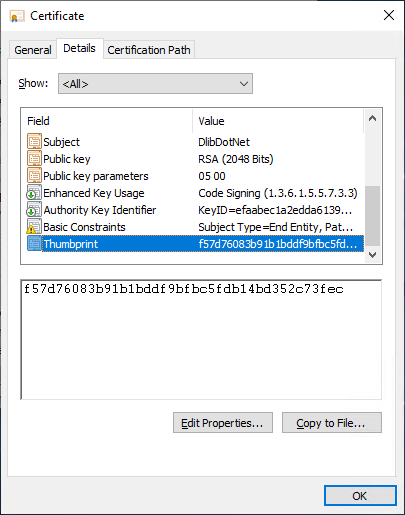 Certificate
General Details Certification Path
Show: <All>
Field Value
Subject DlibDotNet
Public key RSA (2048 Bits)
Public key parameters 05 00
Enhanced Key Usage Code Signing (1.3.6.1.5.5.7.3.3)
Authority Key Identifier KeyID=efaabec1a2edda6139...
Basic Constraints Subject Type=End Entity, Pat...
Thumbprint f57d76083b91b1bddf9bfbc5fd...
f57d76083b91b1bddf9bfbc5fdb14bd352c73fec
Edit Properties... Copy to File...
OK